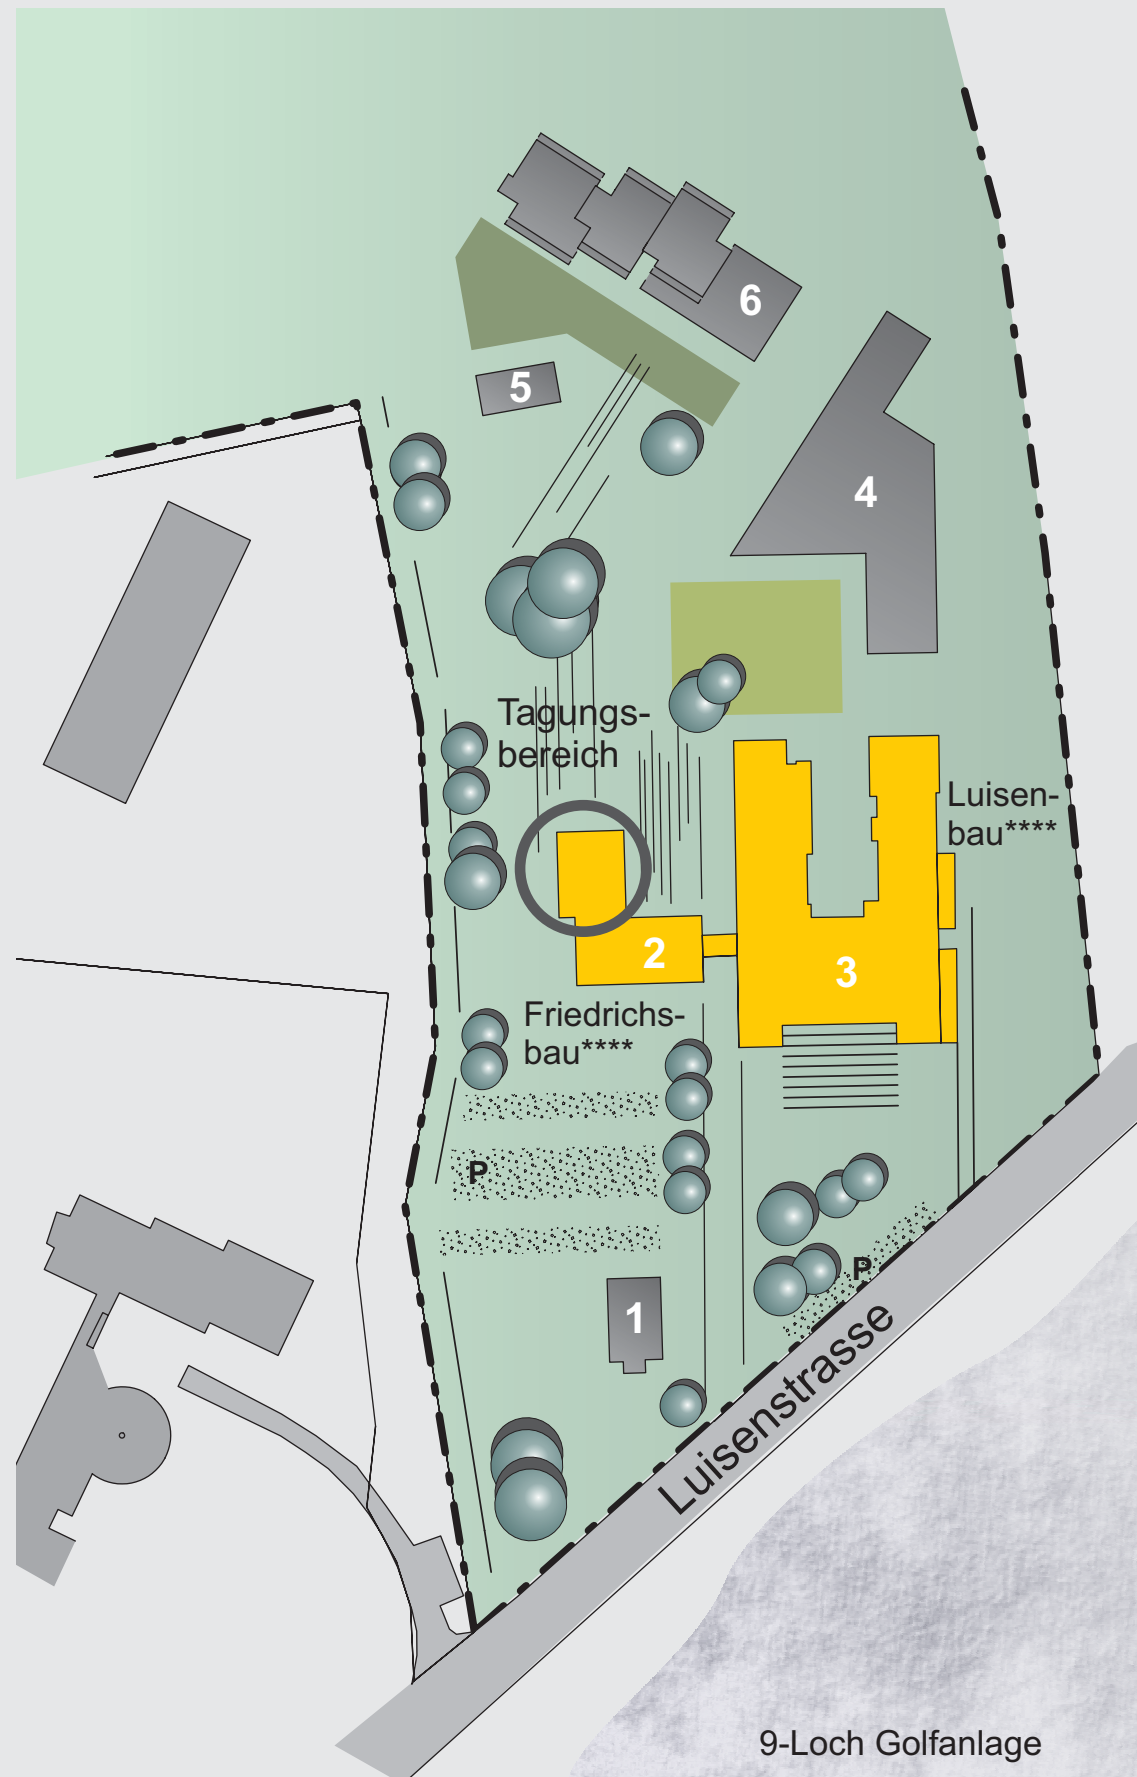 6
5
4
Tagungs-
bereich
Luisen-
bau****
2
3
Friedrichs-
bau****
P
P
1
Luisenstrasse
9-Loch Golfanlage